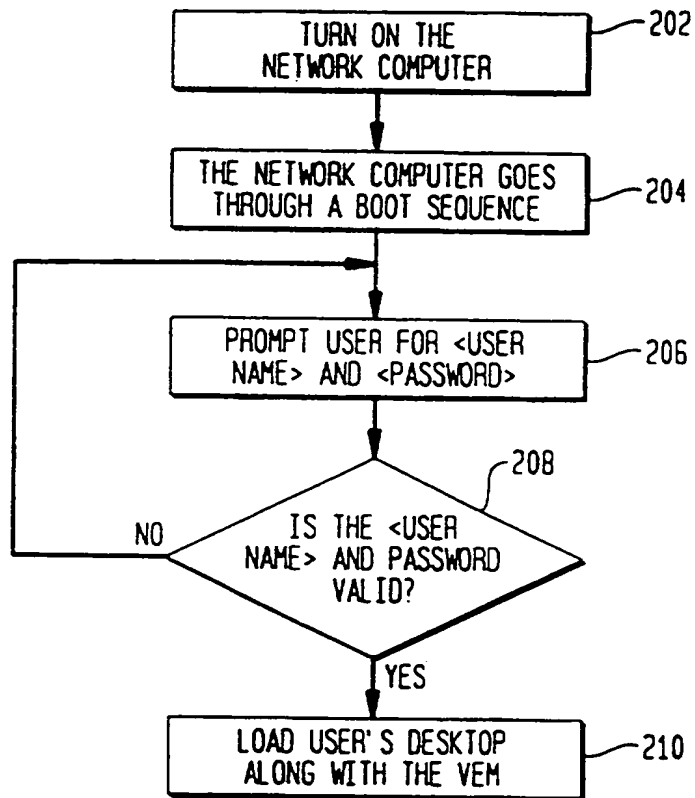 TURN ON THE
NETWORK COMPUTER
202
THE NETWORK COMPUTER GOES
THROUGH A BOOT SEQUENCE
204
PROMPT USER FOR <USER
NAME> AND <PASSWORD>
206
208
IS THE <USER
NAME> AND PASSWORD
VALID?
NO
YES
LOAD USER'S DESKTOP
ALONG WITH THE VEM
210